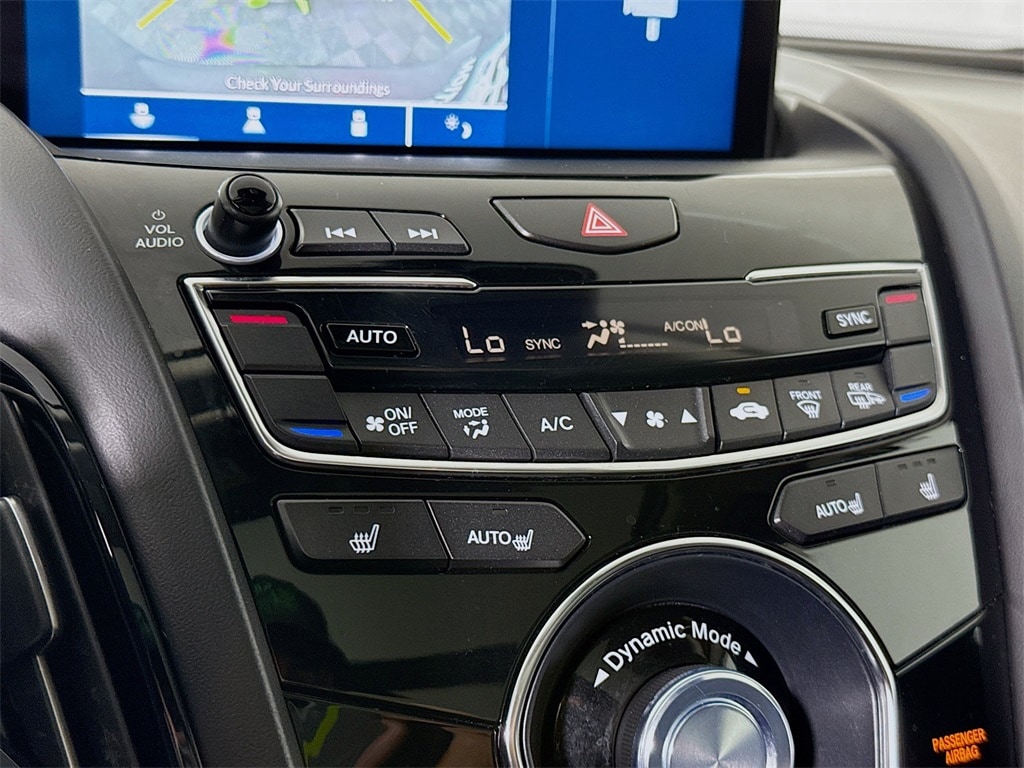 Check Your Surroundings
VOL
AUDIO
AUTO
Lo
SYNC
A/C ON
Lo
SYNC
ON/
OFF
MODE
A/C
FRONT
REAR
AUTO
AUTO
Dynamic Mode
PASSENGER
AIRBAG